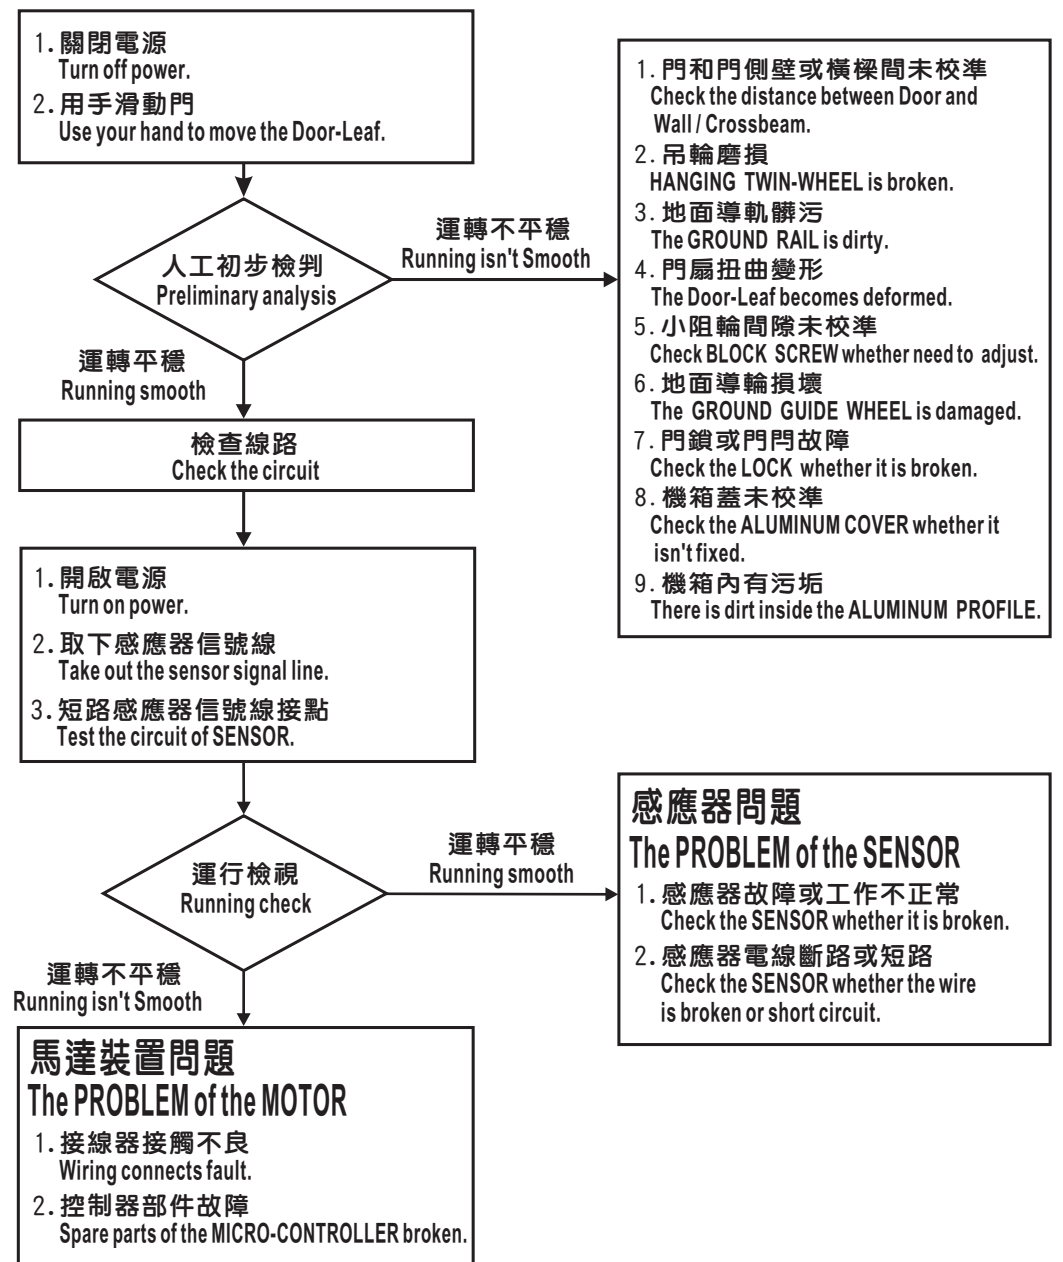 1. 關閉電源
Turn off power.
2. 用手滑動門
Use your hand to move the Door-Leaf.
人工初步檢判
Preliminary analysis
運轉不平穩
Running isn't Smooth
1. 門和門側壁或橫樑間未校準
Check the distance between Door and
Wall / Crossbeam.
2. 吊輪磨損
HANGING TWIN-WHEEL is broken.
3. 地面導軌髒污
The GROUND RAIL is dirty.
4. 門扇扭曲變形
The Door-Leaf becomes deformed.
5. 小阻輪間隙未校準
Check BLOCK SCREW whether need to adjust.
6. 地面導輪損壞
The GROUND GUIDE WHEEL is damaged.
7. 門鎖或門閂故障
Check the LOCK whether it is broken.
8. 機箱蓋未校準
Check the ALUMINUM COVER whether it
isn't fixed.
9. 機箱內有污垢
There is dirt inside the ALUMINUM PROFILE.
運轉平穩
Running smooth
檢查線路
Check the circuit
1. 開啟電源
Turn on power.
2. 取下感應器信號線
Take out the sensor signal line.
3. 短路感應器信號線接點
Test the circuit of SENSOR.
運行檢視
Running check
運轉平穩
Running smooth
感應器問題
The PROBLEM of the SENSOR
1. 感應器故障或工作不正常
Check the SENSOR whether it is broken.
2. 感應器電線斷路或短路
Check the SENSOR whether the wire
is broken or short circuit.
運轉不平穩
Running isn't Smooth
馬達裝置問題
The PROBLEM of the MOTOR
1. 接線器接觸不良
Wiring connects fault.
2. 控制器部件故障
Spare parts of the MICRO-CONTROLLER broken.